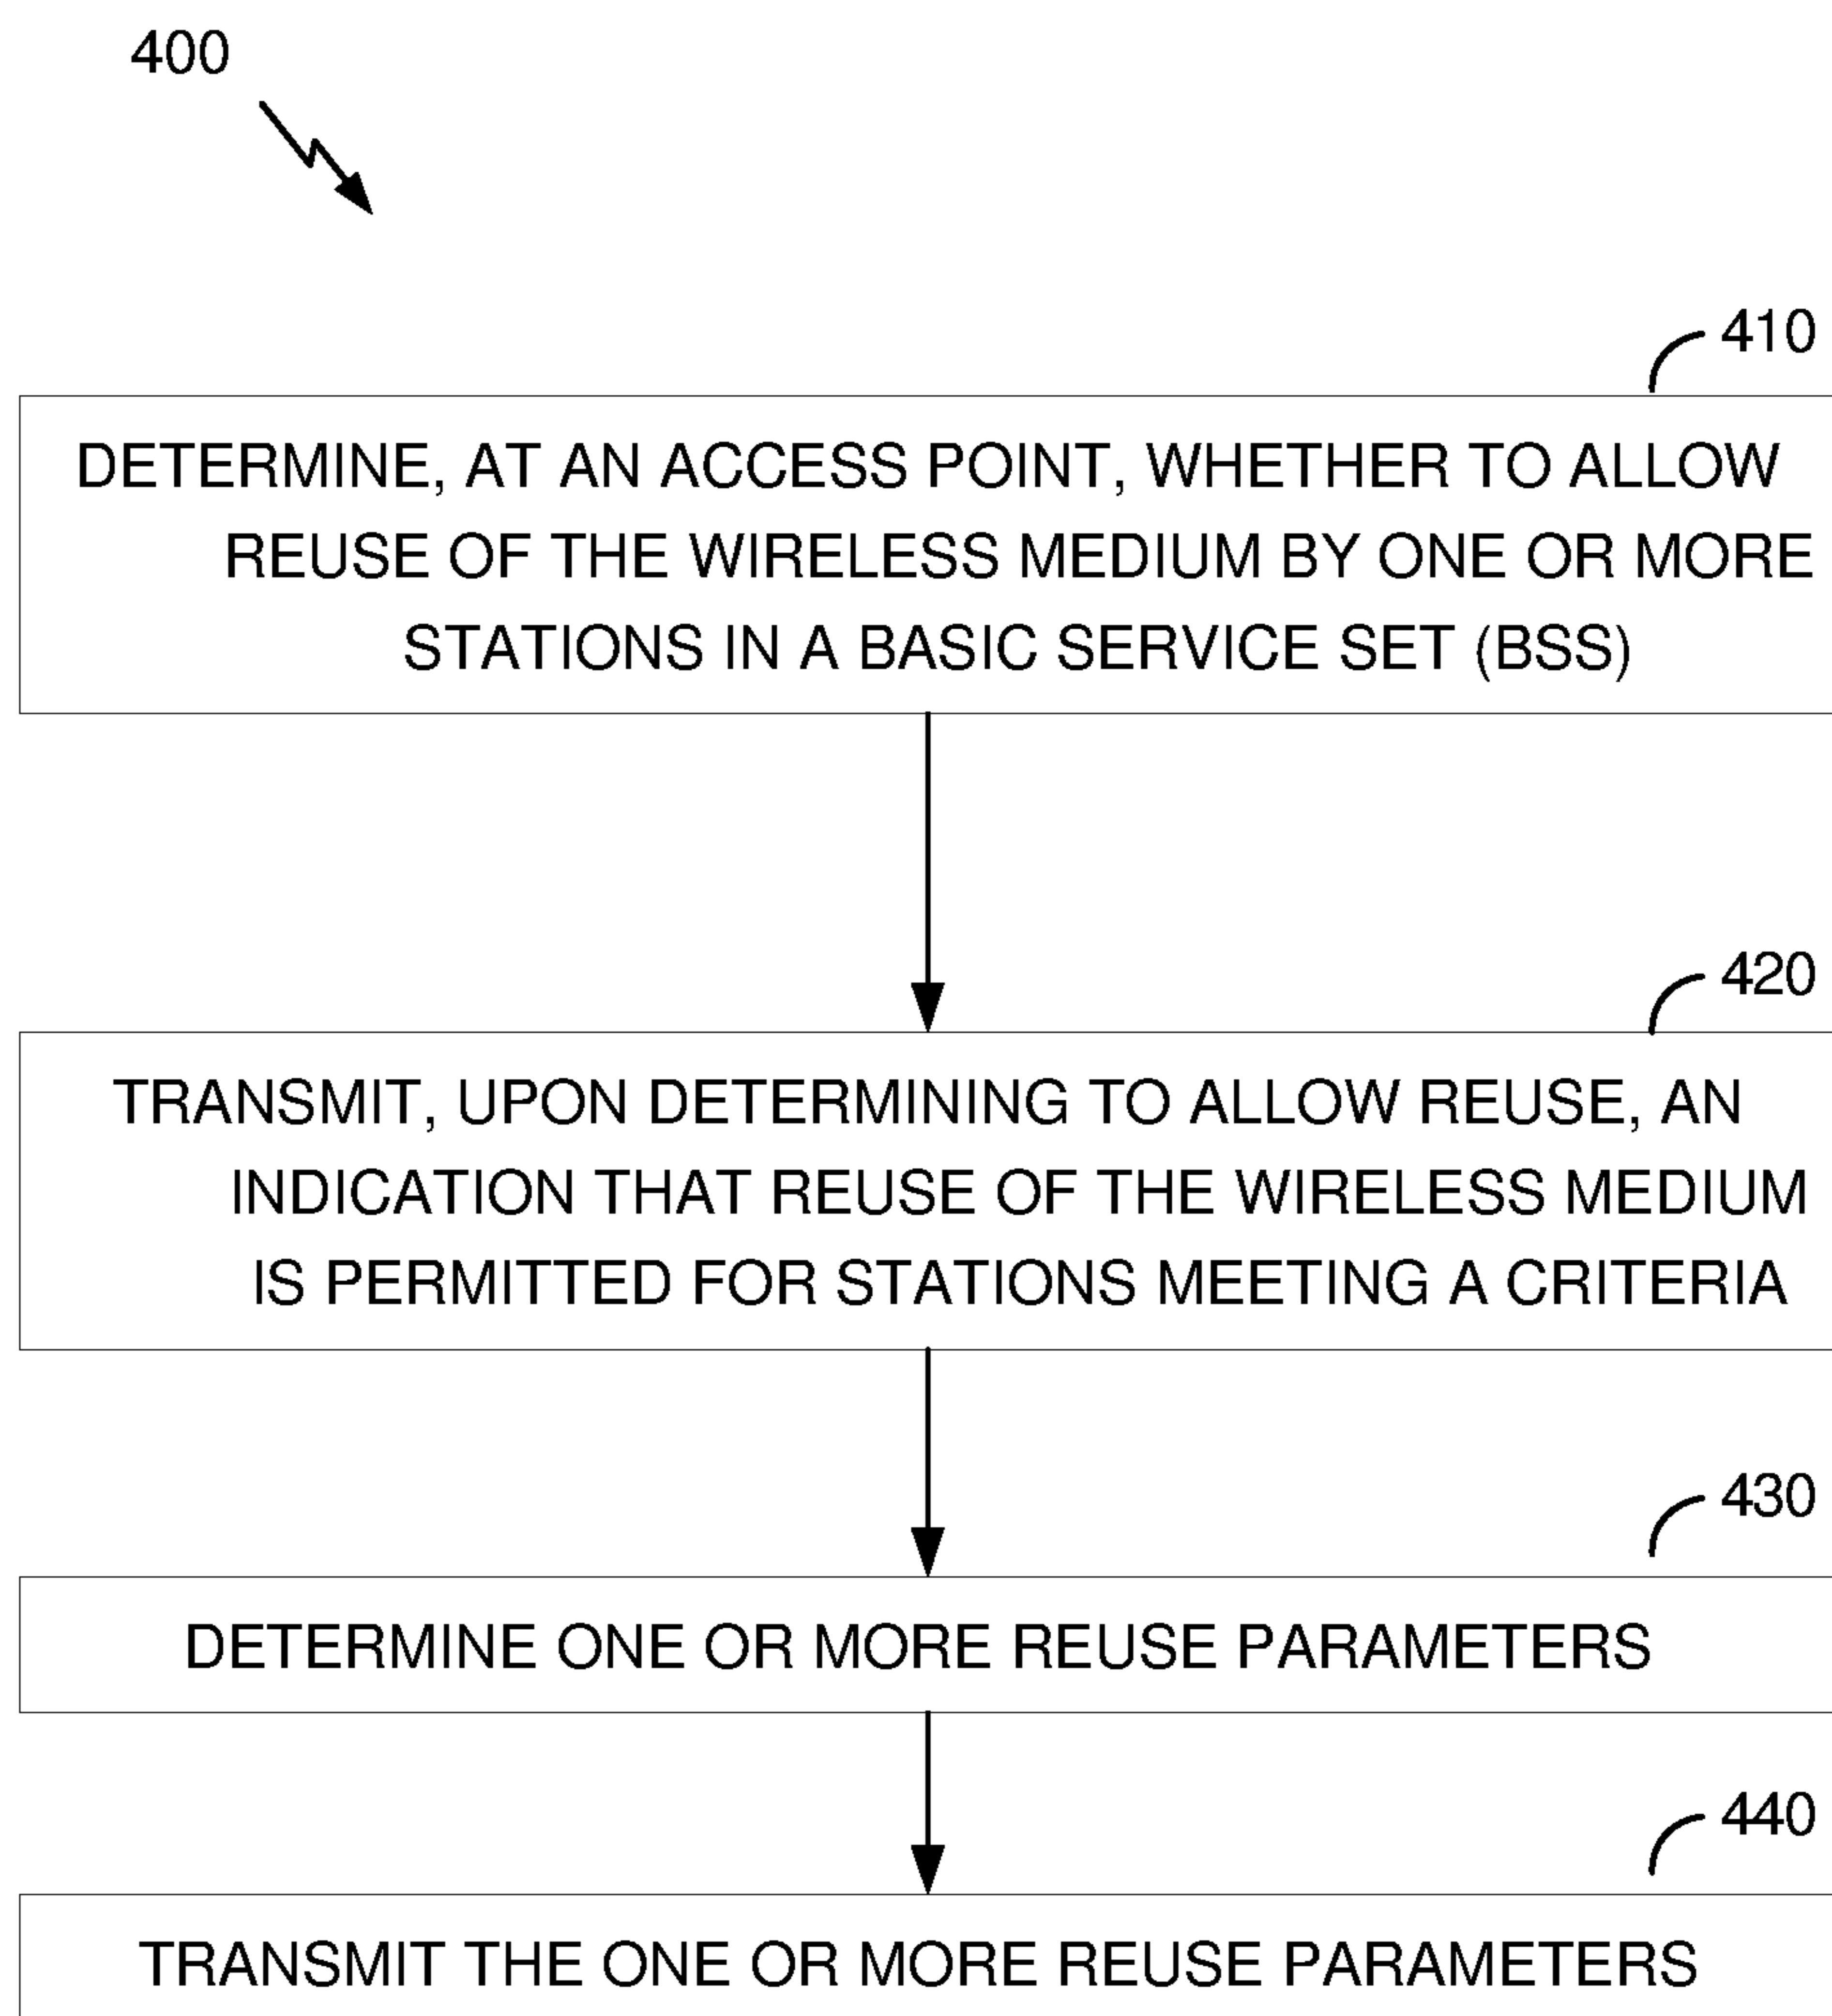 400
410
DETERMINE, AT AN ACCESS POINT, WHETHER TO ALLOW
REUSE OF THE WIRELESS MEDIUM BY ONE OR MORE
STATIONS IN A BASIC SERVICE SET (BSS)
420
TRANSMIT, UPON DETERMINING TO ALLOW REUSE, AN
INDICATION THAT REUSE OF THE WIRELESS MEDIUM
IS PERMITTED FOR STATIONS MEETING A CRITERIA
430
DETERMINE ONE OR MORE REUSE PARAMETERS
440
TRANSMIT THE ONE OR MORE REUSE PARAMETERS